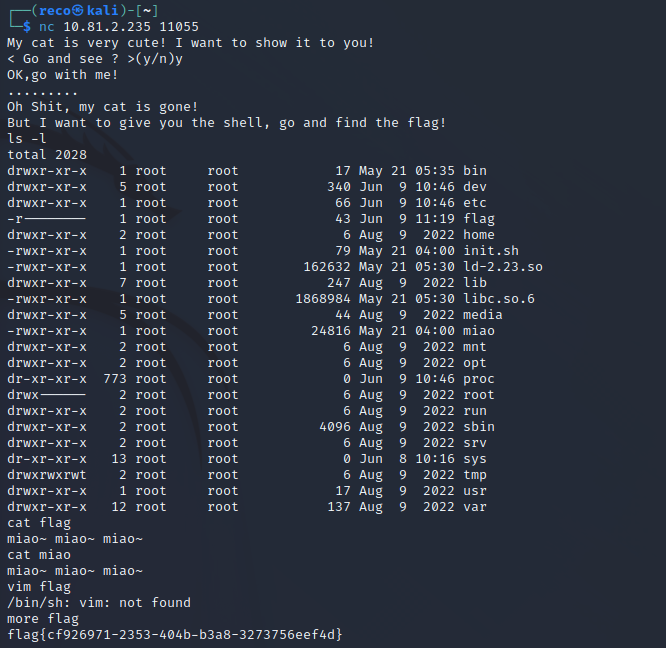 ┌──(reco㉿kali)-[~]
└─$ nc 10.81.2.235 11055
My cat is very cute! I want to show it to you!
< Go and see ? >(y/n)y
OK,go with me!
.........
Oh Shit, my cat is gone!
But I want to give you the shell, go and find the flag!
ls -l
total 2028
drwxr-xr-x    1 root     root            17 May 21 05:35 bin
drwxr-xr-x    5 root     root           340 Jun  9 10:46 dev
drwxr-xr-x    1 root     root            66 Jun  9 10:46 etc
-r--------    1 root     root            43 Jun  9 11:19 flag
drwxr-xr-x    2 root     root             6 Aug  9  2022 home
-rwxr-xr-x    1 root     root            79 May 21 04:00 init.sh
-rwxr-xr-x    1 root     root        162632 May 21 05:30 ld-2.23.so
drwxr-xr-x    7 root     root           247 Aug  9  2022 lib
-rwxr-xr-x    1 root     root       1868984 May 21 05:30 libc.so.6
drwxr-xr-x    5 root     root            44 Aug  9  2022 media
-rwxr-xr-x    1 root     root         24816 May 21 04:00 miao
drwxr-xr-x    2 root     root             6 Aug  9  2022 mnt
drwxr-xr-x    2 root     root             6 Aug  9  2022 opt
dr-xr-xr-x  773 root     root             0 Jun  9 10:46 proc
drwx------    2 root     root             6 Aug  9  2022 root
drwxr-xr-x    2 root     root             6 Aug  9  2022 run
drwxr-xr-x    2 root     root          4096 Aug  9  2022 sbin
drwxr-xr-x    2 root     root             6 Aug  9  2022 srv
dr-xr-xr-x   13 root     root             0 Jun  8 10:16 sys
drwxrwxrwt    2 root     root             6 Aug  9  2022 tmp
drwxr-xr-x    1 root     root            17 Aug  9  2022 usr
drwxr-xr-x   12 root     root           137 Aug  9  2022 var
cat flag
miao~ miao~ miao~
cat miao
miao~ miao~ miao~
vim flag
/bin/sh: vim: not found
more flag
flag{cf926971-2353-404b-b3a8-3273756eef4d}